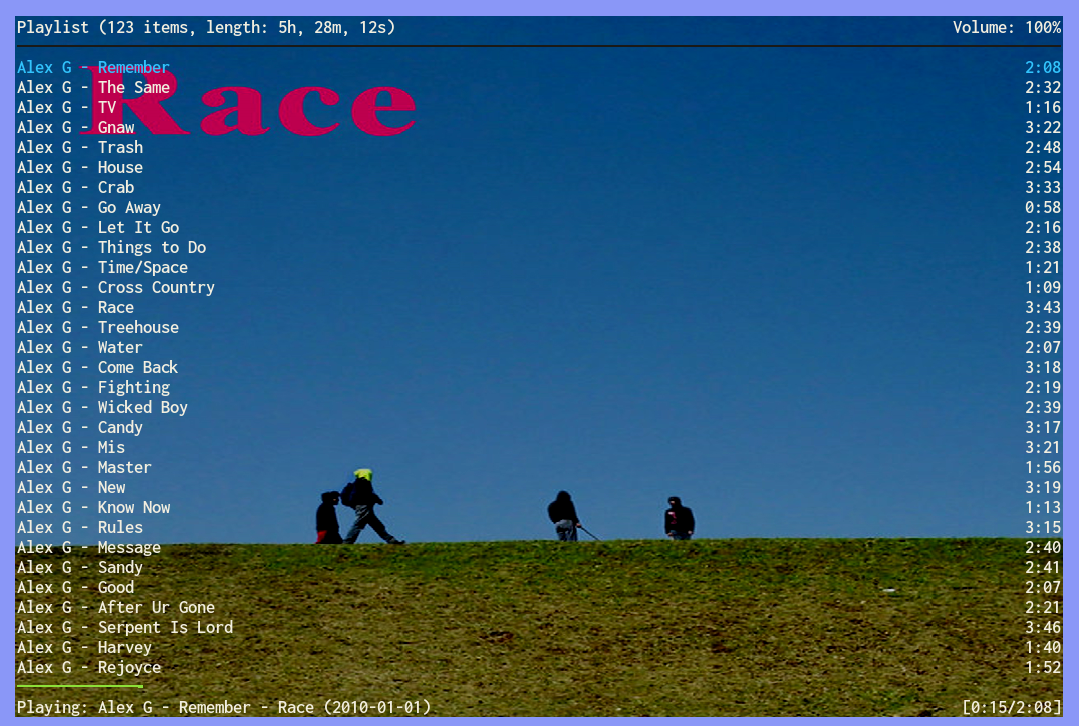 Playlist (123 items, length: 5h, 28m, 12s) Volume: 100%
Race
Alex G - Remember 2:08
Alex G - The Same 2:32
Alex G - TV 1:16
Alex G - Gnaw 3:22
Alex G - Trash 2:48
Alex G - House 2:54
Alex G - Crab 3:33
Alex G - Go Away 0:58
Alex G - Let It Go 2:16
Alex G - Things to Do 2:38
Alex G - Time/Space 1:21
Alex G - Cross Country 1:09
Alex G - Race 3:43
Alex G - Treehouse 2:39
Alex G - Water 2:07
Alex G - Come Back 3:18
Alex G - Fighting 2:19
Alex G - Wicked Boy 2:39
Alex G - Candy 3:17
Alex G - Mis 3:21
Alex G - Master 1:56
Alex G - New 3:19
Alex G - Know Now 1:13
Alex G - Rules 3:15
Alex G - Message 2:40
Alex G - Sandy 2:41
Alex G - Good 2:07
Alex G - After Ur Gone 2:21
Alex G - Serpent Is Lord 3:46
Alex G - Harvey 1:40
Alex G - Rejoyce 1:52
Playing: Alex G - Remember - Race (2010-01-01) [0:15/2:08]